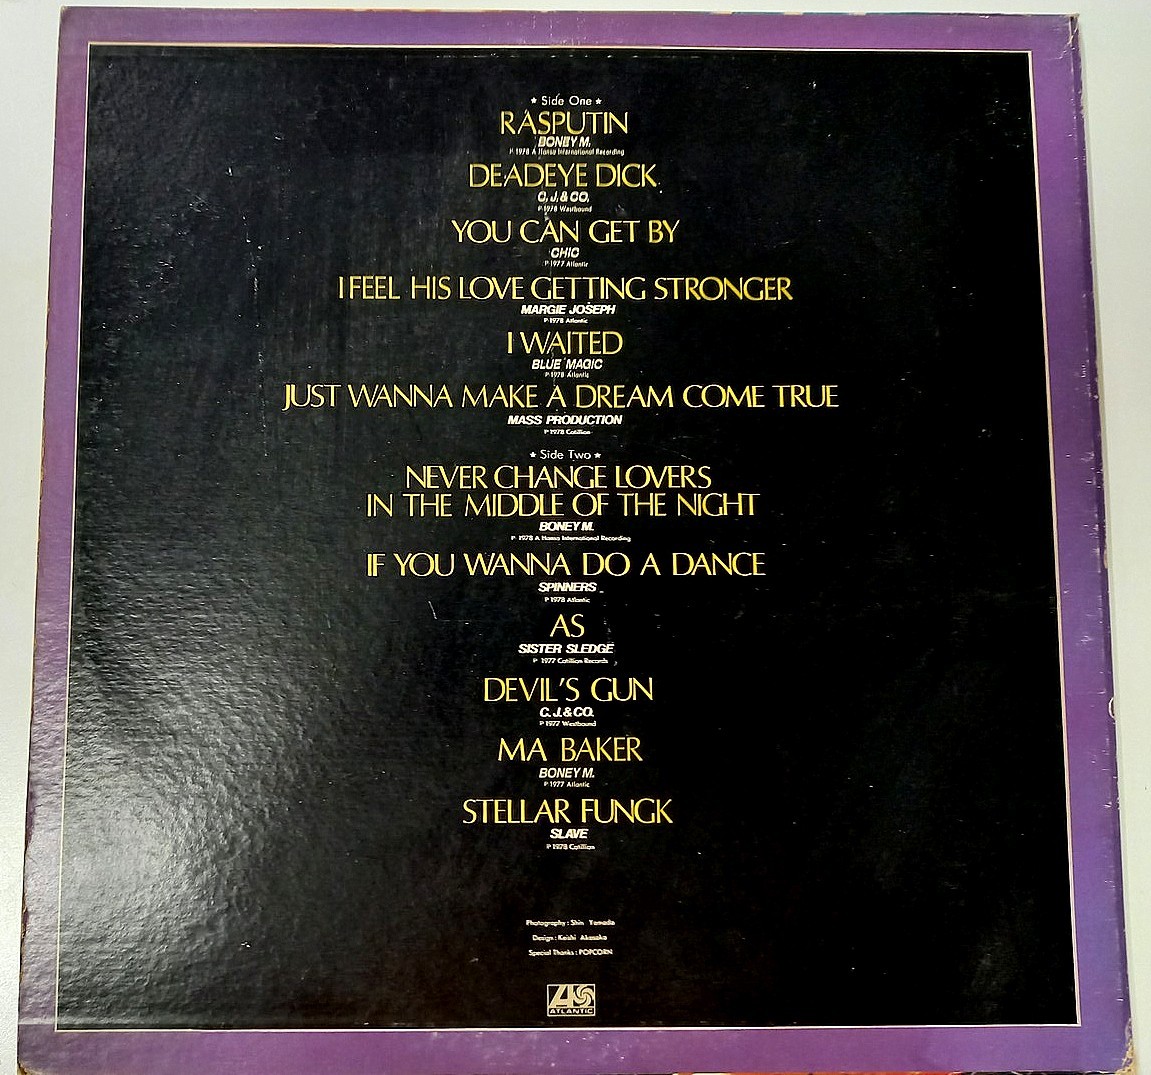 ★ Side One ★
RASPUTIN
BONEY M.
℗ 1978 A Hansa International Recording
DEADEYE DICK
C. J. & CO.
℗ 1978 Westbound
YOU CAN GET BY
CHIC
℗ 1977 Atlantic
I FEEL HIS LOVE GETTING STRONGER
MARGIE JOSEPH
℗ 1978 Atlantic
I WAITED
BLUE MAGIC
℗ 1978 Atlantic
JUST WANNA MAKE A DREAM COME TRUE
MASS PRODUCTION
℗ 1978 Cotillion
★ Side Two ★
NEVER CHANGE LOVERS
IN THE MIDDLE OF THE NIGHT
BONEY M.
℗ 1978 A Hansa International Recording
IF YOU WANNA DO A DANCE
SPINNERS
℗ 1978 Atlantic
AS
SISTER SLEDGE
℗ 1977 Cotillion Records
DEVIL'S GUN
C. J. & CO.
℗ 1977 Westbound
MA BAKER
BONEY M.
℗ 1977 Atlantic
STELLAR FUNGK
SLAVE
℗ 1978 Cotillion
Photography : Shin Yamada
Design : Keishi Akasaka
Special Thanks : POPCORN
ATLANTIC